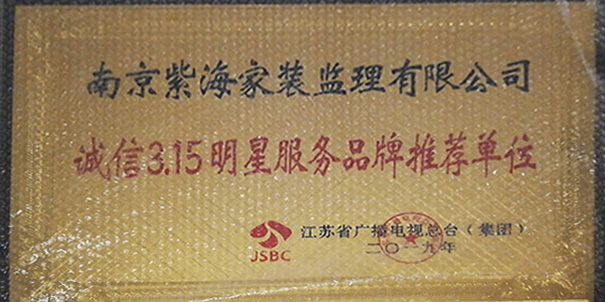 南京紫海家装监理有限公司
诚信3.15明星服务品牌推荐单位
JSBC
江苏省广播电视总台（集团）
二〇一九年